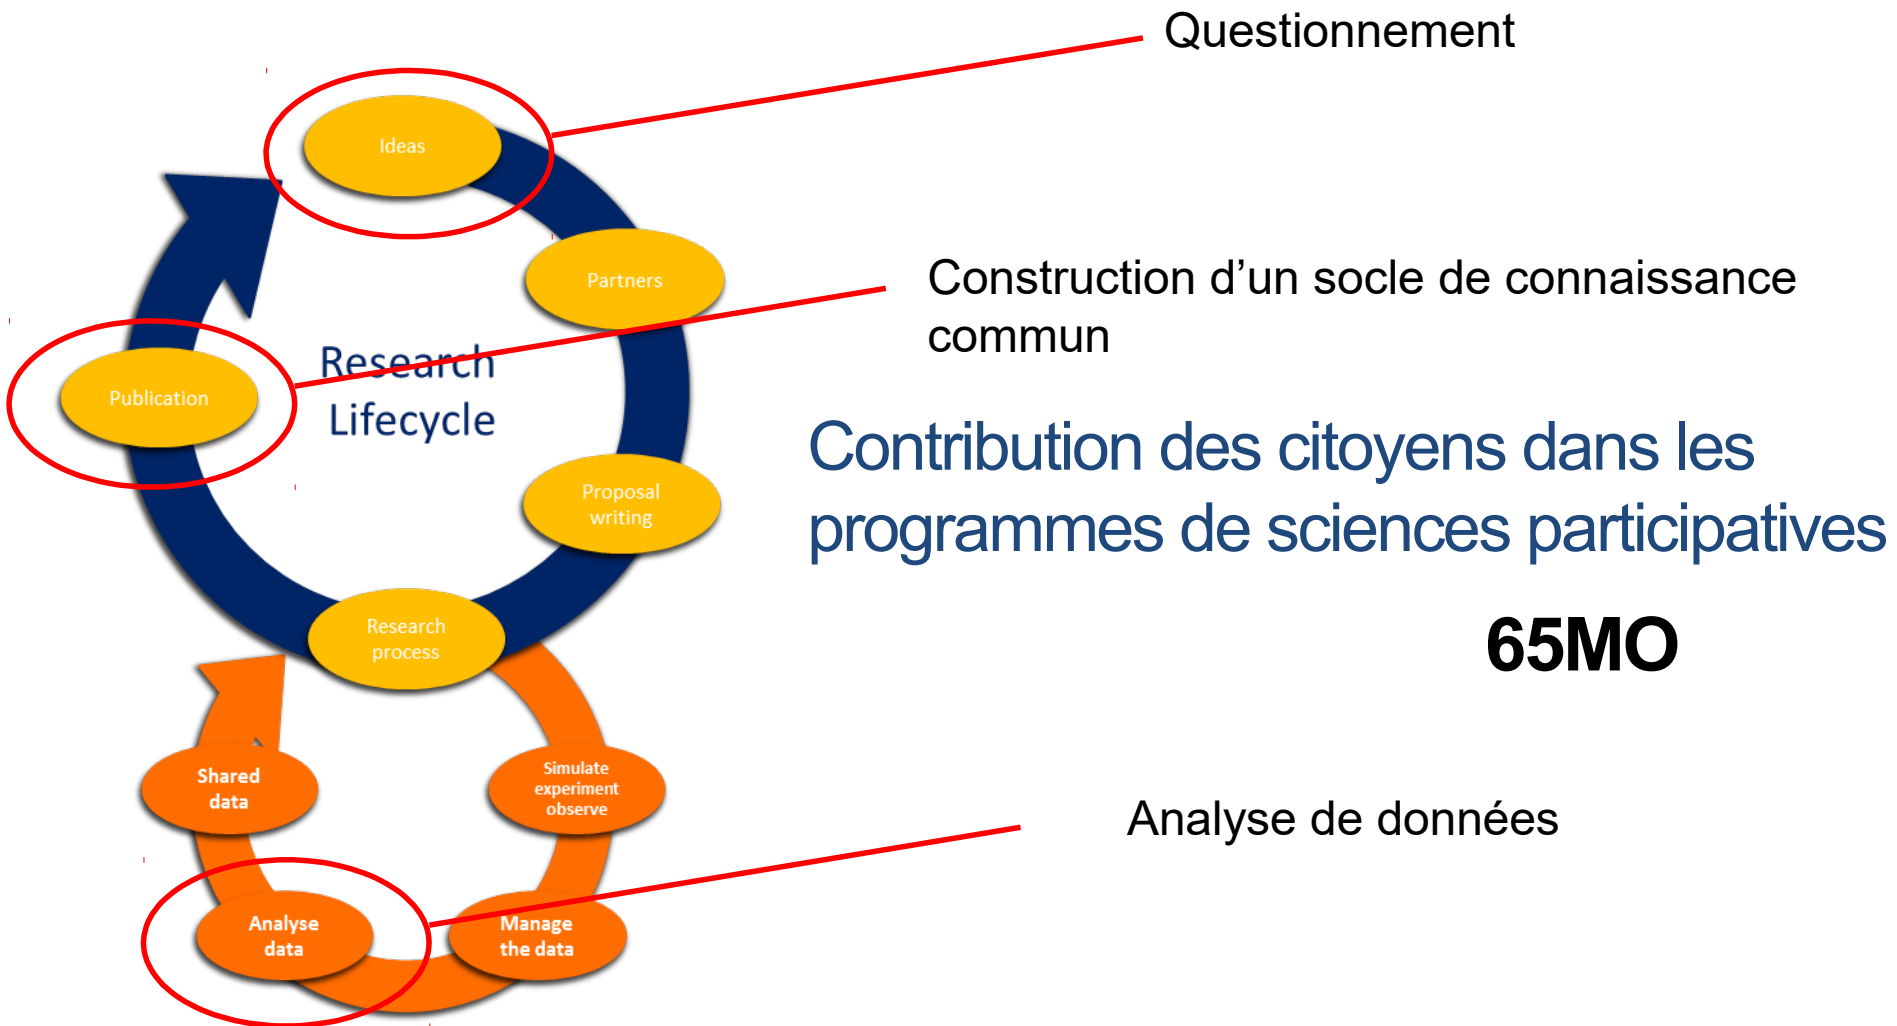 Questionnement
Ideas
Partners
Construction d’un socle de connaissance
commun
Research
Lifecycle
Publication
Contribution des citoyens dans les
programmes de sciences participatives
Proposal
writing
65MO
Research
process
Shared
data
Simulate
experiment
observe
Analyse de données
Analyse
data
Manage
the data